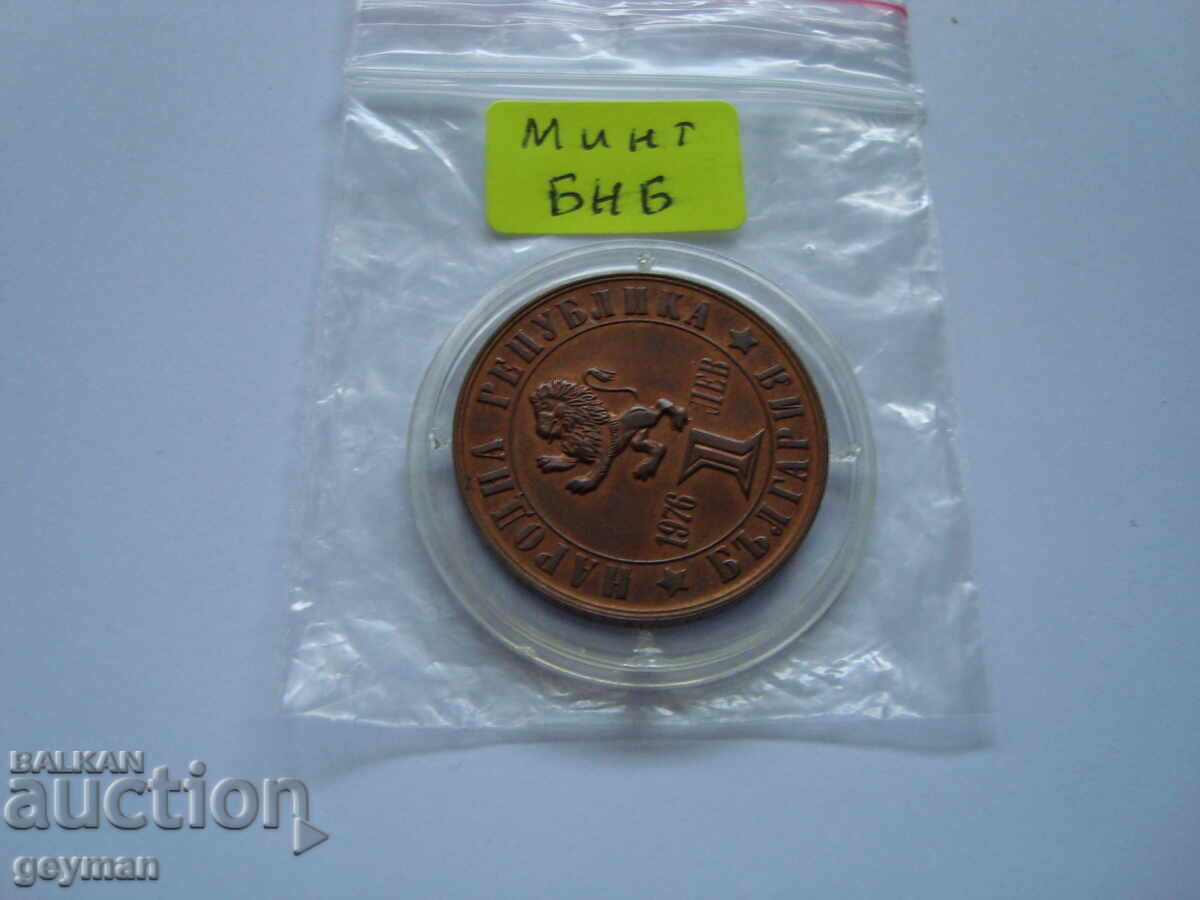 Минт
БНБ
НАРОДНА РЕПУБЛИКА
★ БЪЛГАРИЯ ★
1 ЛЕВ
1976
BALKAN
auction
geyman